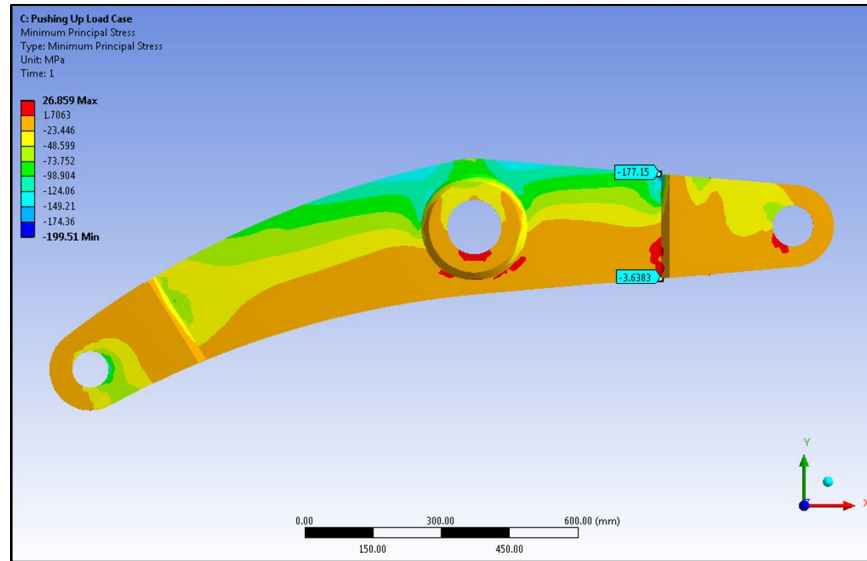 C: Pushing Up Load Case
Minimum Principal Stress
Type: Minimum Principal Stress
Unit: MPa
Time: 1
26.859 Max
1.7063
-23.446
-48.599
-73.752
-98.904
-124.06
-149.21
-174.36
-199.51 Min
-177.15
-3.6383
Y
X
0.00 300.00 600.00 (mm)
150.00 450.00